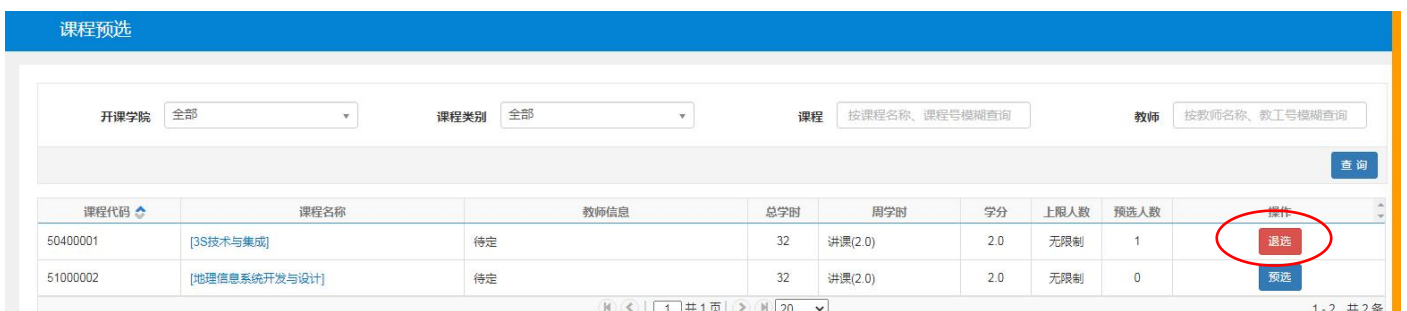 课程预选
开课学院 全部 课程类别 全部 课程 按课程名称、课程号模糊查询 教师 按教师名称、教工号模糊查询
查 询
课程代码 课程名称 教师信息 总学时 周学时 学分 上限人数 预选人数 操作
50400001 [3S技术与集成] 待定 32 讲课(2.0) 2.0 无限制 1 退选
51000002 [地理信息系统开发与设计] 待定 32 讲课(2.0) 2.0 无限制 0 预选
1 共 1 页 20 1 - 2 共 2 条